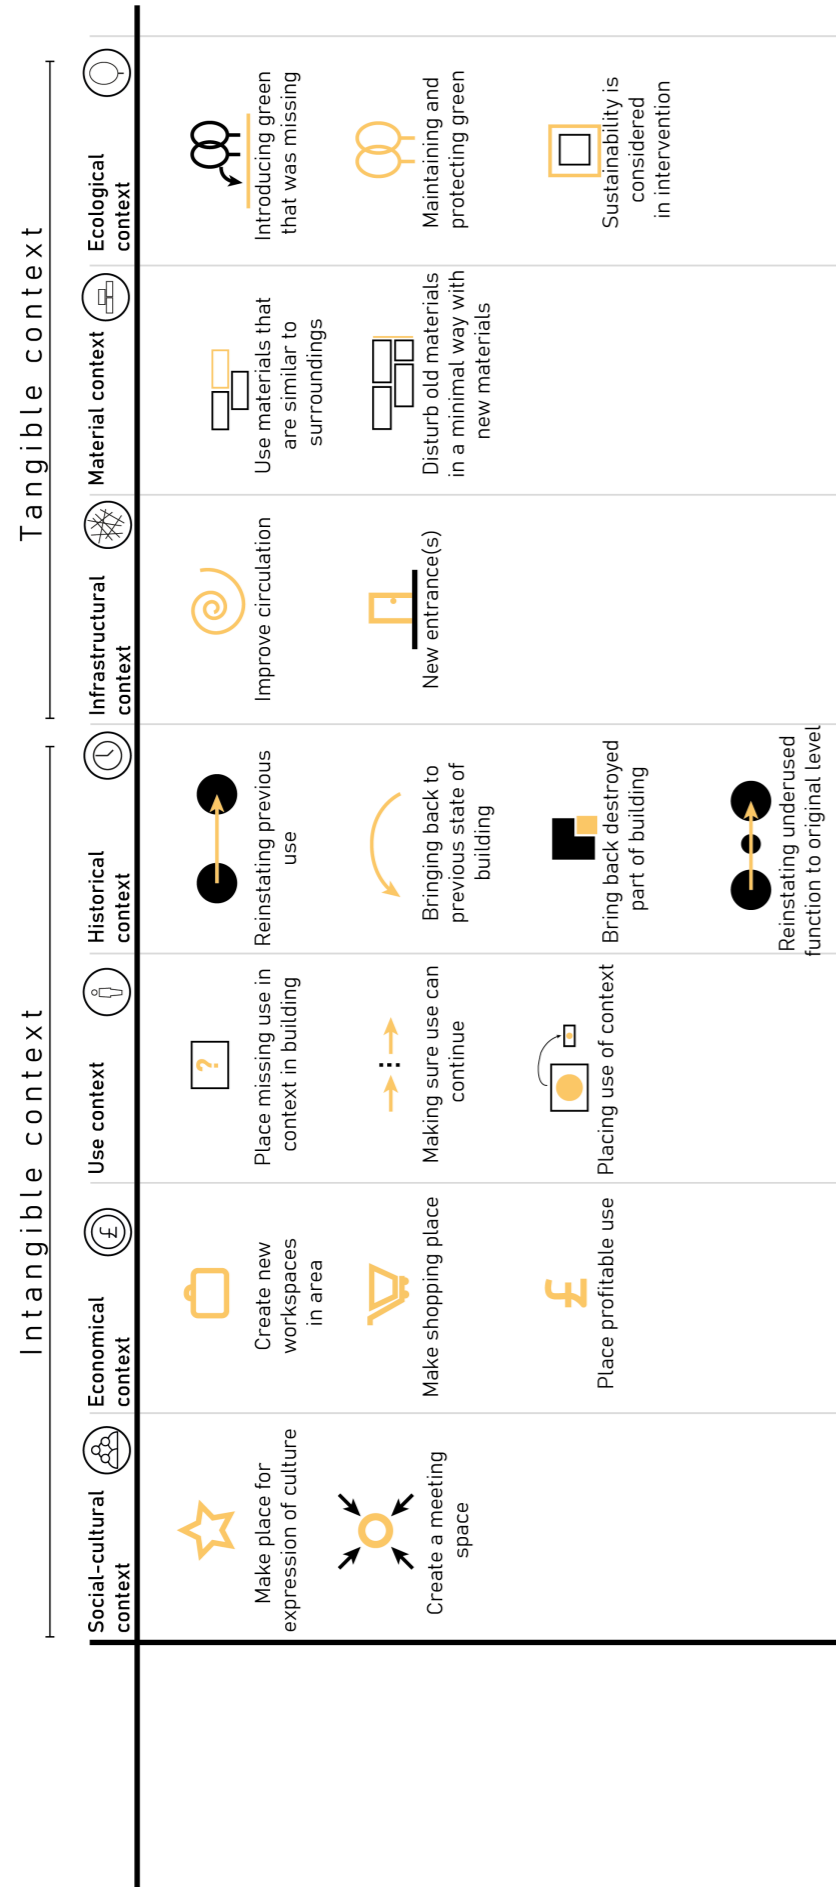 Intangible context
Tangible context
Social-cultural
context
Economical
context
Use context
Historical
context
Infrastructural
context
Material context
Ecological
context
Make place for
expression of culture
Create a meeting
space
Create new
workspaces
in area
£
Make shopping place
£
Place profitable use
?
Place missing use in
context in building
Making sure use can
continue
Placing use of context
Reinstating previous
use
Bringing back to
previous state of
building
Bring back destroyed
part of building
Reinstating underused
function to original level
Improve circulation
New entrance(s)
Use materials that
are similar to
surroundings
Disturb old materials
in a minimal way with
new materials
Introducing green
that was missing
Maintaining and
protecting green
Sustainability is
considered
in intervention